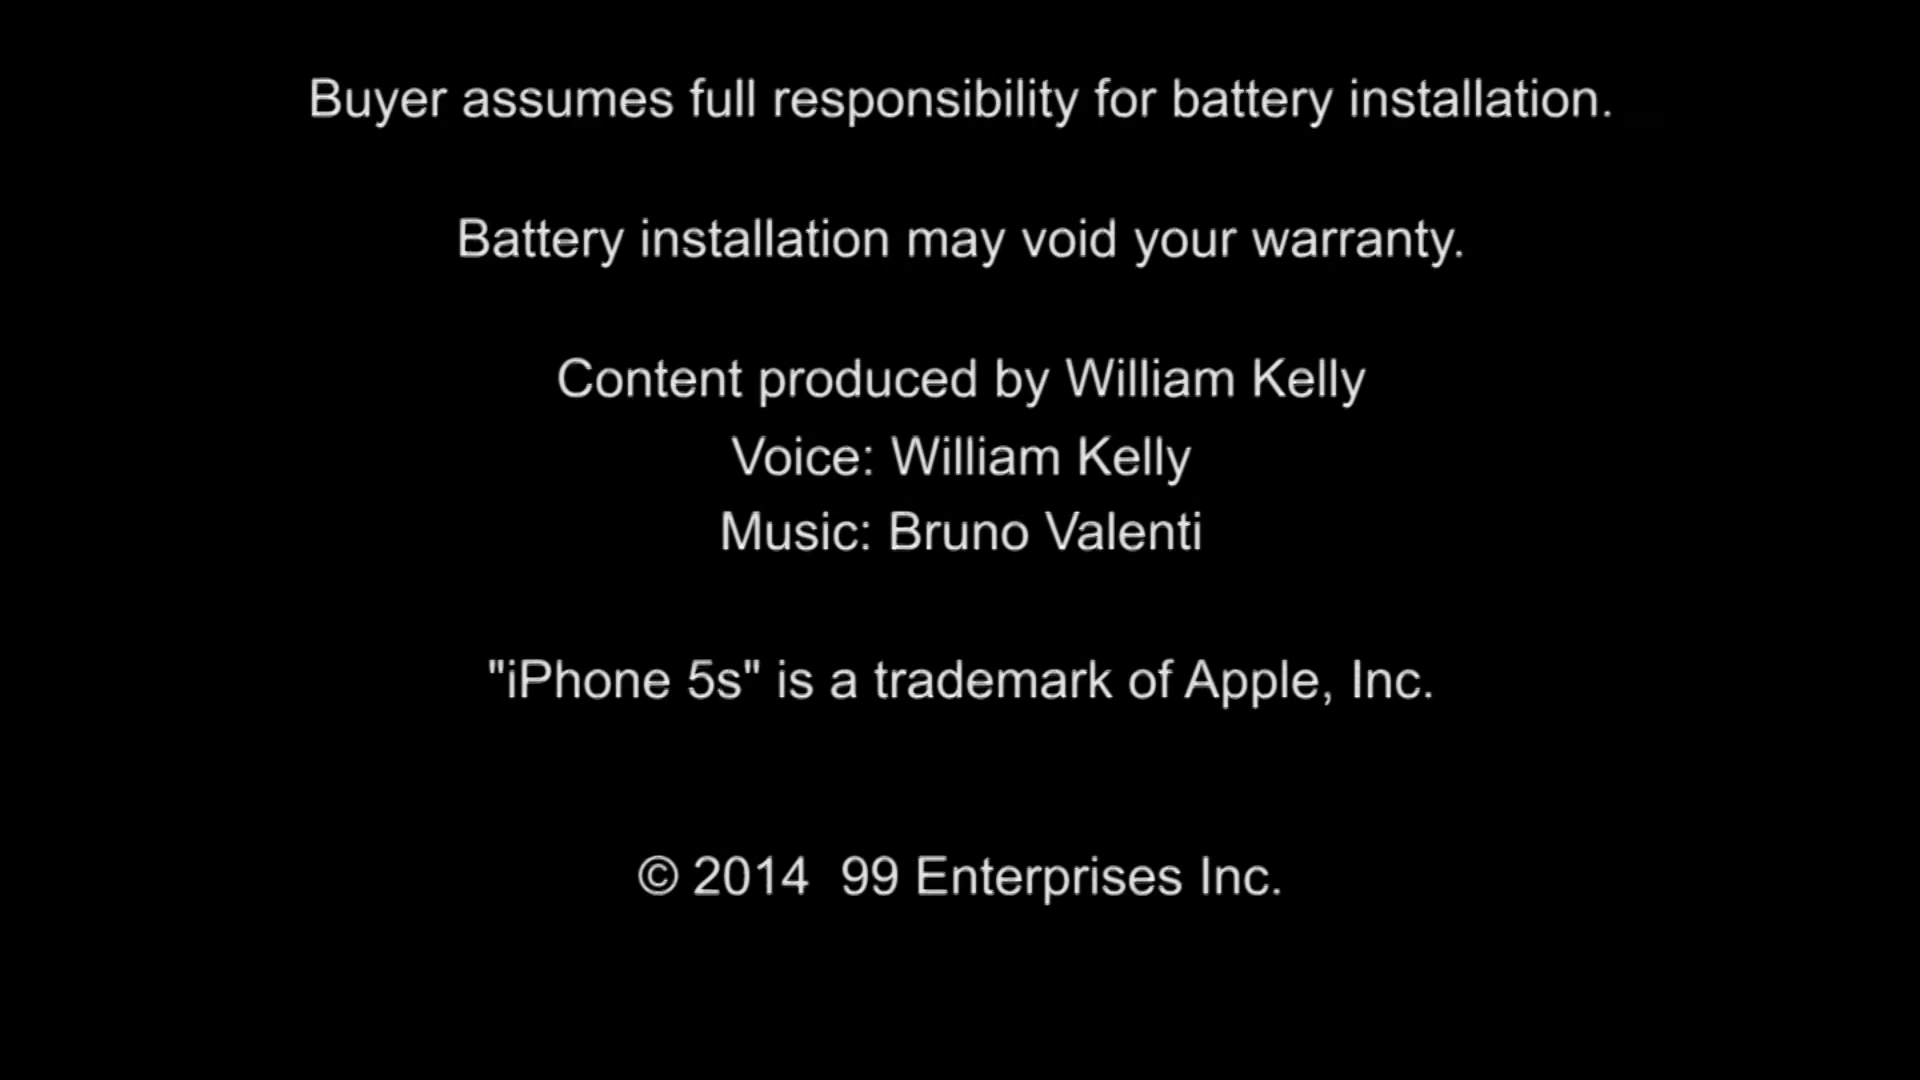 Buyer assumes full responsibility for battery installation.
Battery installation may void your warranty.
Content produced by William Kelly
Voice: William Kelly
Music: Bruno Valenti
"iPhone 5s" is a trademark of Apple, Inc.
© 2014  99 Enterprises Inc.